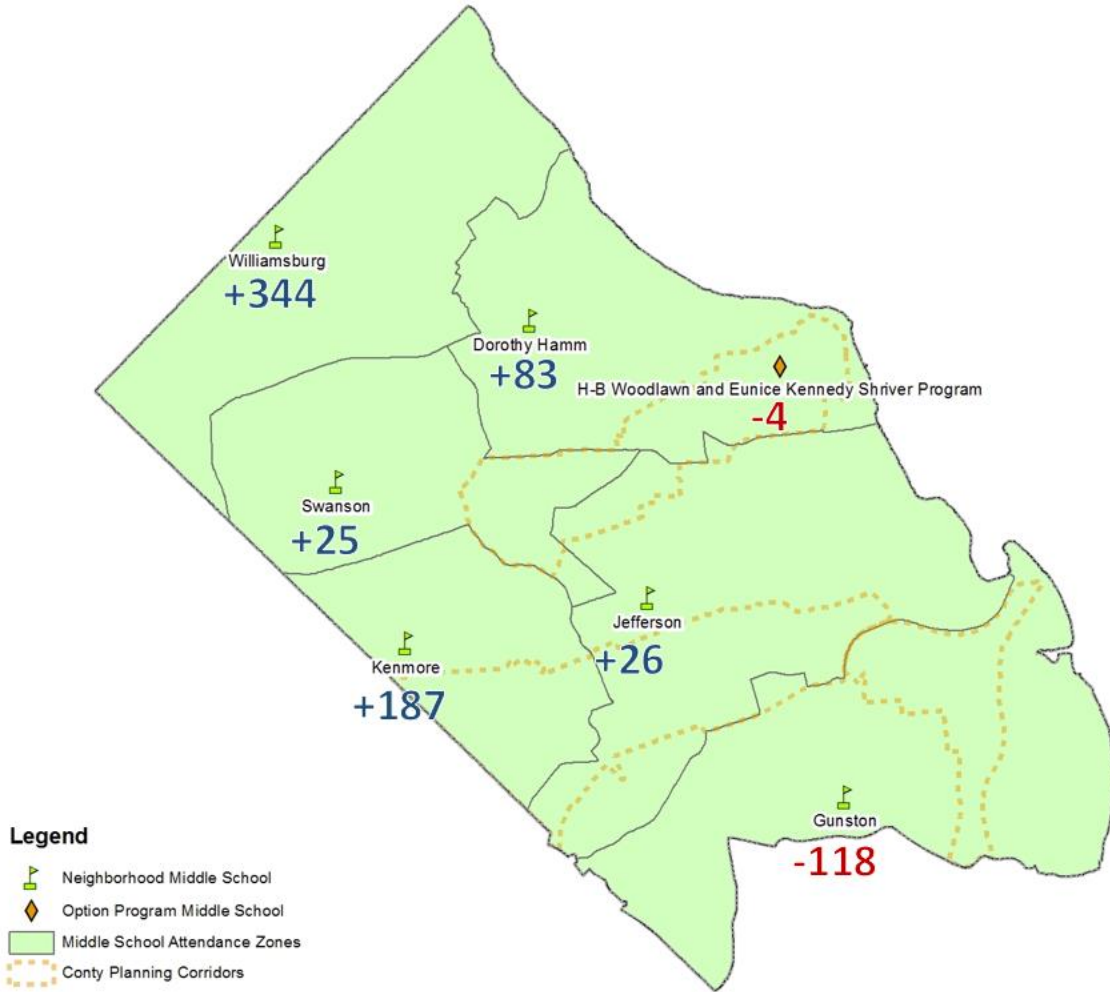 Williamsburg
+344
Dorothy Hamm
+83
H-B Woodlawn and Eunice Kennedy Shriver Program
-4
Swanson
+25
Jefferson
+26
Kenmore
+187
Gunston
-118
Legend
Neighborhood Middle School
Option Program Middle School
Middle School Attendance Zones
Conty Planning Corridors